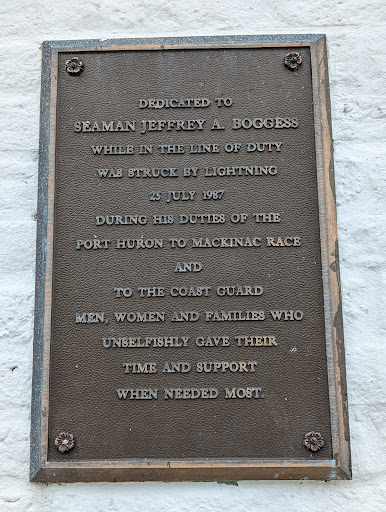 DEDICATED TO
SEAMAN JEFFREY A. BOGGESS
WHILE IN THE LINE OF DUTY
WAS STRUCK BY LIGHTNING
25 JULY 1987
DURING HIS DUTIES OF THE
PORT HURON TO MACKINAC RACE
AND
TO THE COAST GUARD
MEN, WOMEN AND FAMILIES WHO
UNSELFISHLY GAVE THEIR
TIME AND SUPPORT
WHEN NEEDED MOST.